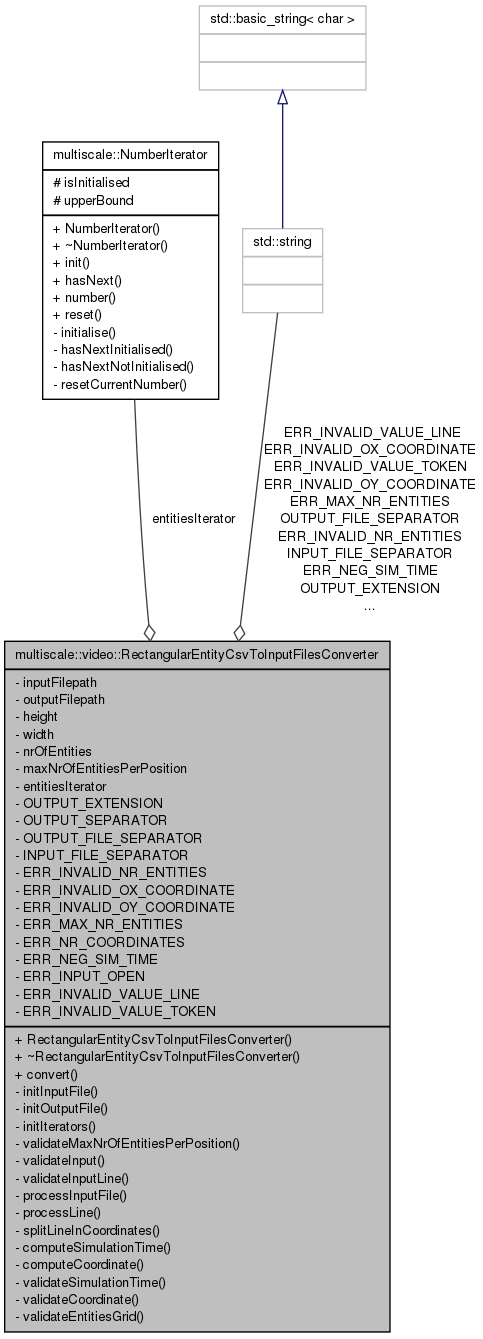 std::basic_string< char >
multiscale::NumberIterator
# isInitialised
# upperBound
+ NumberIterator()
+ ~NumberIterator()
+ init()
+ hasNext()
+ number()
+ reset()
- initialise()
- hasNextInitialised()
- hasNextNotInitialised()
- resetCurrentNumber()
std::string
entitiesIterator
ERR_INVALID_VALUE_LINE
ERR_INVALID_OX_COORDINATE
ERR_INVALID_VALUE_TOKEN
ERR_INVALID_OY_COORDINATE
ERR_MAX_NR_ENTITIES
OUTPUT_FILE_SEPARATOR
ERR_INVALID_NR_ENTITIES
INPUT_FILE_SEPARATOR
ERR_NEG_SIM_TIME
OUTPUT_EXTENSION
...
multiscale::video::RectangularEntityCsvToInputFilesConverter
- inputFilepath
- outputFilepath
- height
- width
- nrOfEntities
- maxNrOfEntitiesPerPosition
- entitiesIterator
- OUTPUT_EXTENSION
- OUTPUT_SEPARATOR
- OUTPUT_FILE_SEPARATOR
- INPUT_FILE_SEPARATOR
- ERR_INVALID_NR_ENTITIES
- ERR_INVALID_OX_COORDINATE
- ERR_INVALID_OY_COORDINATE
- ERR_MAX_NR_ENTITIES
- ERR_NR_COORDINATES
- ERR_NEG_SIM_TIME
- ERR_INPUT_OPEN
- ERR_INVALID_VALUE_LINE
- ERR_INVALID_VALUE_TOKEN
+ RectangularEntityCsvToInputFilesConverter()
+ ~RectangularEntityCsvToInputFilesConverter()
+ convert()
- initInputFile()
- initOutputFile()
- initIterators()
- validateMaxNrOfEntitiesPerPosition()
- validateInput()
- validateInputLine()
- processInputFile()
- processLine()
- splitLineInCoordinates()
- computeSimulationTime()
- computeCoordinate()
- validateSimulationTime()
- validateCoordinate()
- validateEntitiesGrid()